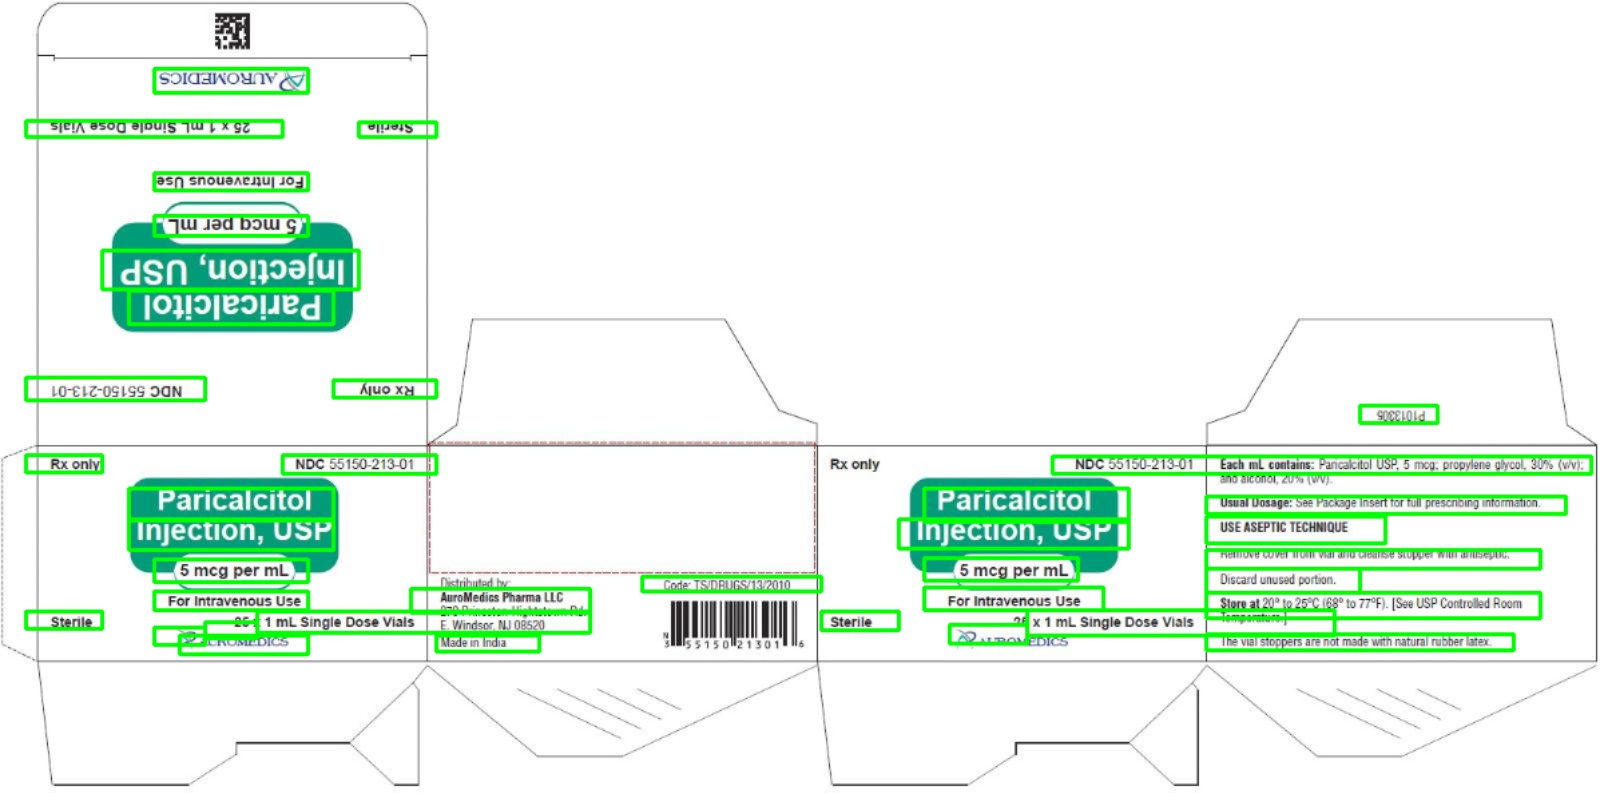 AUROMEDICS
Sterile 25 x 1 mL Single Dose Vials
For Intravenous Use
5 mcg per mL
Injection, USP
Paricalcitol
Rx only NDC 55150-213-01
P1013305
Rx only NDC 55150-213-01
Paricalcitol
Injection, USP
5 mcg per mL
For Intravenous Use
Sterile 25 x 1 mL Single Dose Vials
AUROMEDICS
Distributed by:
AuroMedics Pharma LLC
279 Princeton-Hightstown Rd.
E. Windsor, NJ 08520
Made in India
Code: TS/DRUGS/13/2010
N
3 55150 21301 6
Rx only NDC 55150-213-01
Paricalcitol
Injection, USP
5 mcg per mL
For Intravenous Use
Sterile 25 x 1 mL Single Dose Vials
AUROMEDICS
Each mL contains: Paricalcitol USP, 5 mcg; propylene glycol, 30% (v/v);
and alcohol, 20% (v/v).
Usual Dosage: See Package Insert for full prescribing information.
USE ASEPTIC TECHNIQUE
Remove cover from vial and cleanse stopper with antiseptic.
Discard unused portion.
Store at 20° to 25°C (68° to 77°F). [See USP Controlled Room
Temperature.]
The vial stoppers are not made with natural rubber latex.